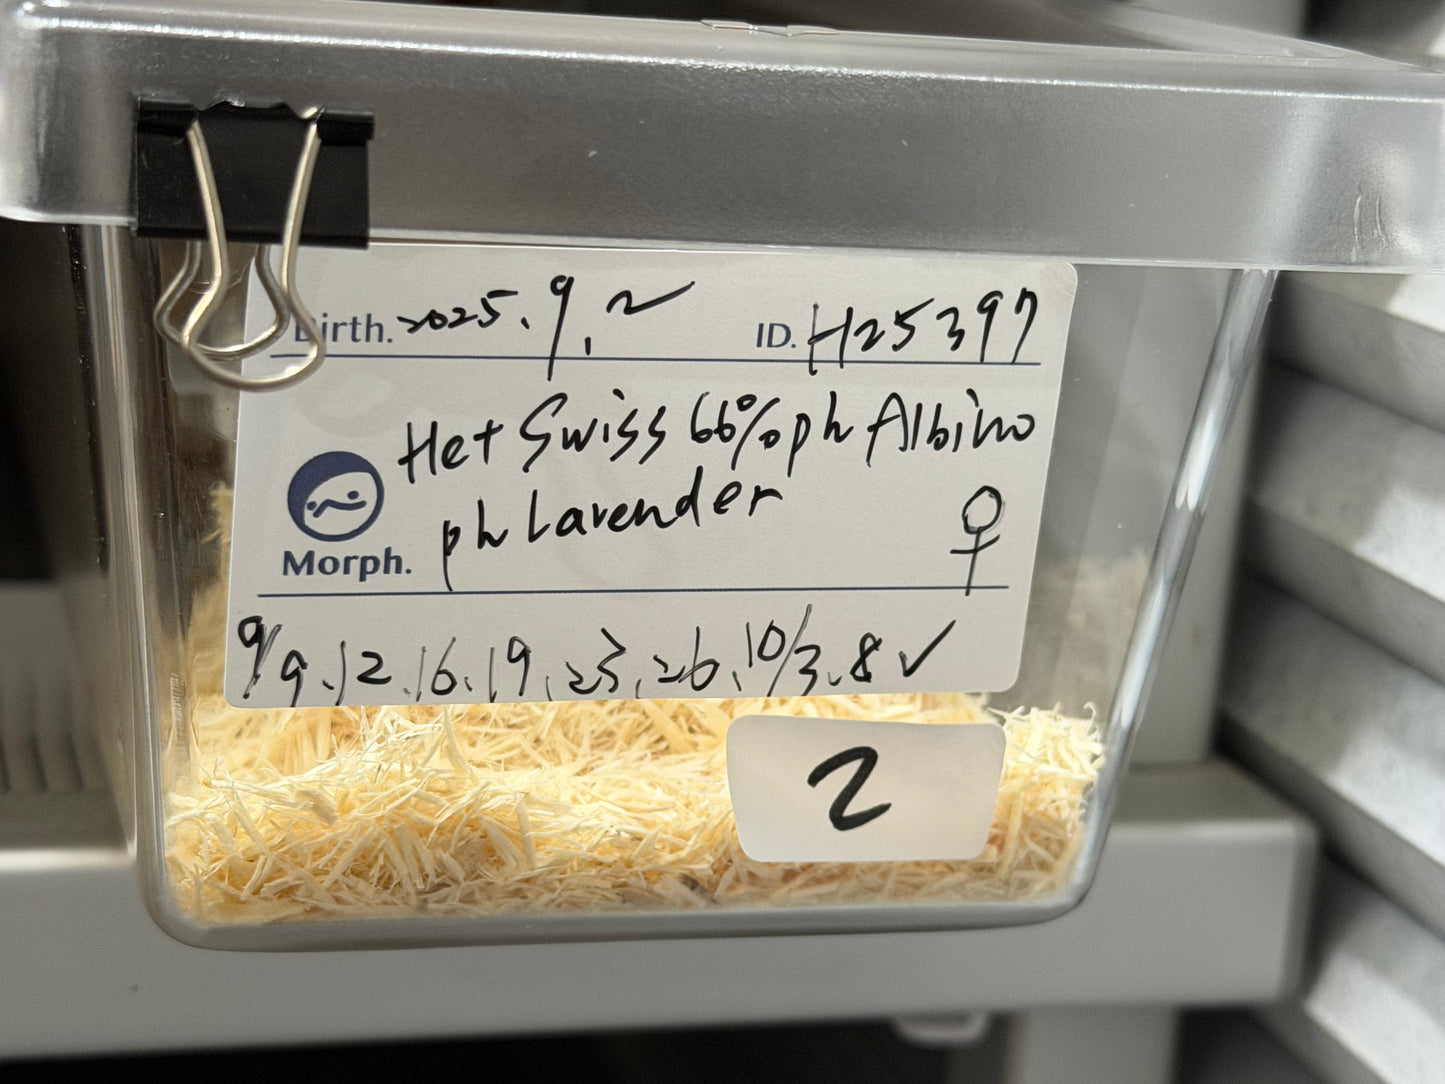 Birth. 2025.9.2
ID. H25397
Het Swiss 66%ph Albino
ph Lavender
♀
Morph.
9/9.12.16.19.23.26.10/3.8✓
2